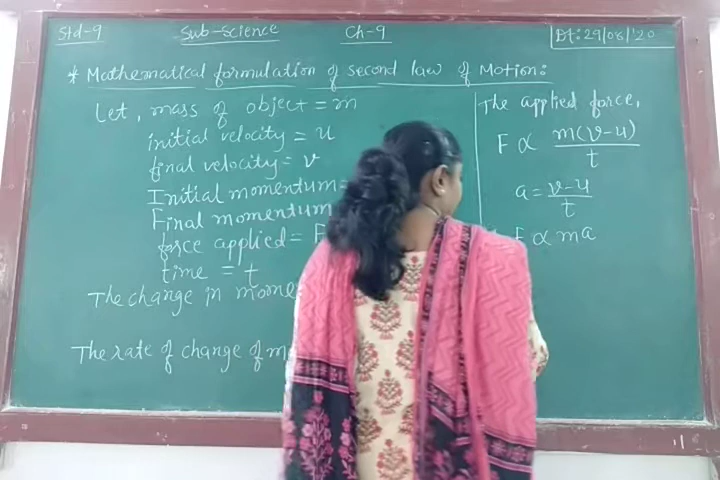 Std-9 Sub-Science Ch-9 Dt:29/08/'20
* Mathematical formulation of second law of Motion:
Let, mass of object = m
initial velocity = u
final velocity = v
Initial momentum=
Final momentum
force applied = F
time = t
The change in
The rate of change of
The applied force,
F ∝ m(v-u)/t
a = v-u/t
F ∝ ma